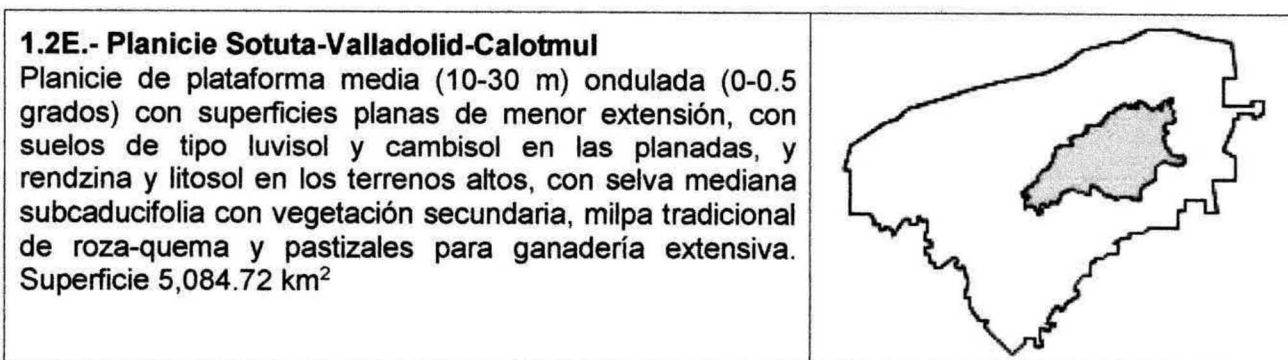 1.2E.- Planicie Sotuta-Valladolid-Calotmul
Planicie de plataforma media (10-30 m) ondulada (0-0.5
grados) con superficies planas de menor extensión, con
suelos de tipo luvisol y cambisol en las planadas, y
rendzina y litosol en los terrenos altos, con selva mediana
subcaducifolia con vegetación secundaria, milpa tradicional
de roza-quema y pastizales para ganadería extensiva.
Superficie 5,084.72 km²